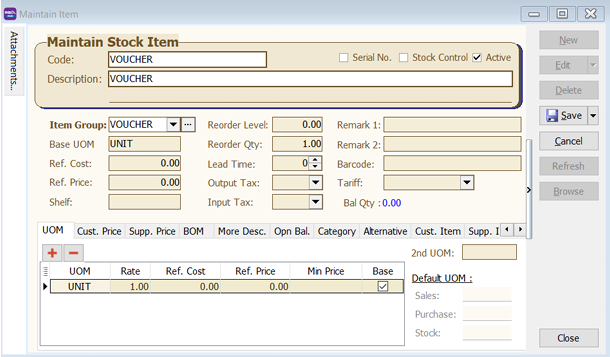 Maintain Item
Attachments...
Maintain Stock Item
Code: VOUCHER Serial No. Stock Control Active
Description: VOUCHER
Item Group: VOUCHER ... Reorder Level: 0.00 Remark 1:
Base UOM UNIT Reorder Qty: 1.00 Remark 2:
Ref. Cost: 0.00 Lead Time: 0 Barcode:
Ref. Price: 0.00 Output Tax: Tariff:
Shelf: Input Tax: Bal Qty : 0.00
UOM Cust. Price Supp. Price BOM More Desc. Opn Bal. Category Alternative Cust. Item Supp. I
2nd UOM:
UOM Rate Ref. Cost Ref. Price Min Price Base
UNIT 1.00 0.00 0.00
Default UOM :
Sales:
Purchase:
Stock:
New
Edit
Delete
Save
Cancel
Refresh
Browse
Close